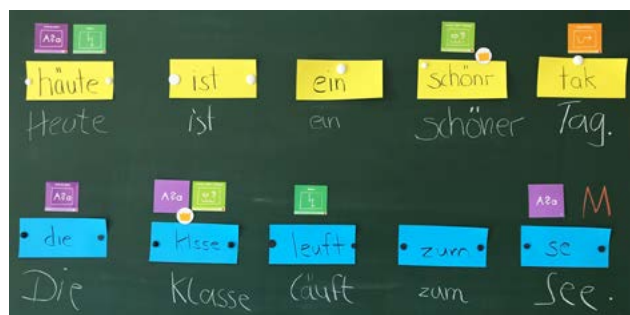 häute ist ein schönr tak
Heute ist ein schöner Tag.
M
die klsse leuft zum se
Die Klasse läuft zum See.